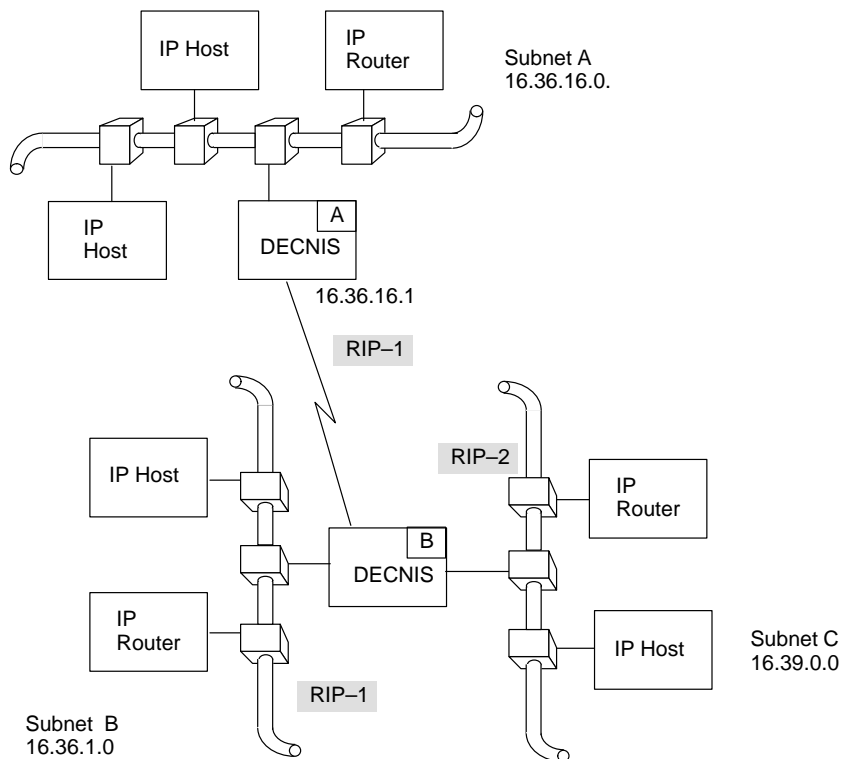 IP Host
IP
Router
Subnet A
16.36.16.0.
IP
Host
A
DECNIS
16.36.16.1
RIP–1
IP Host
RIP–2
IP
Router
B
DECNIS
IP
Router
IP Host
Subnet C
16.39.0.0
RIP–1
Subnet B
16.36.1.0